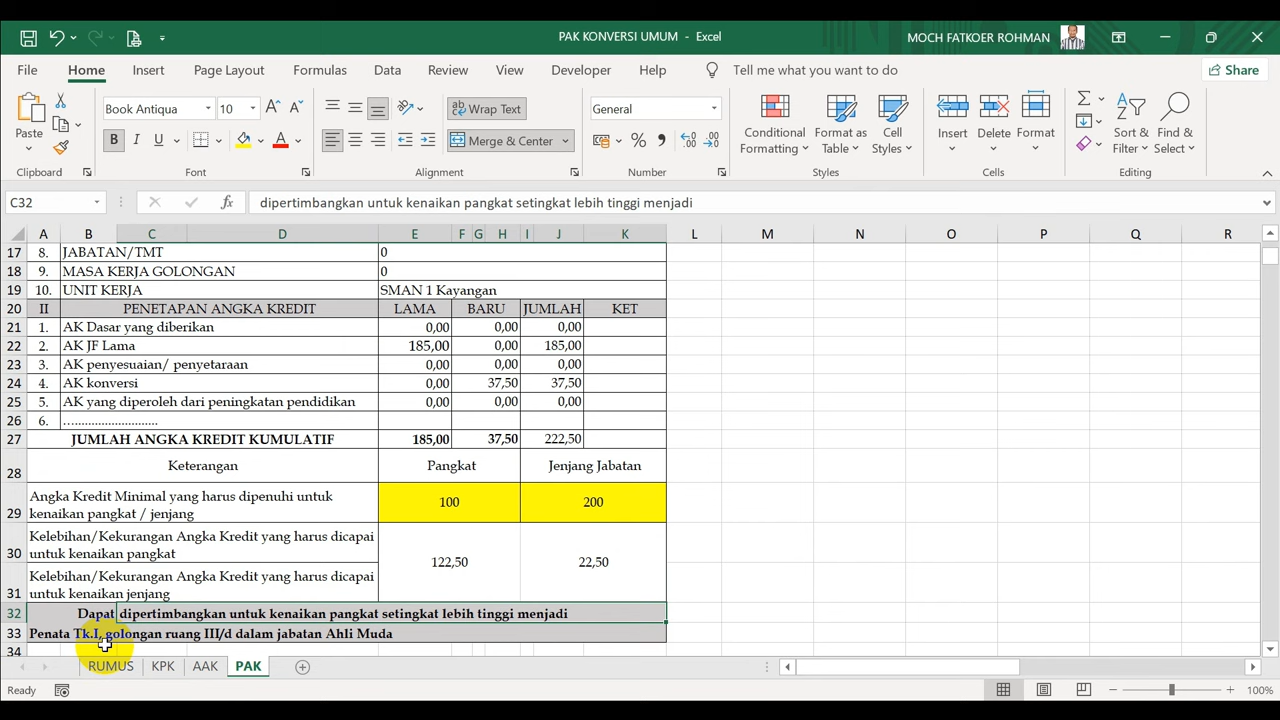 PAK KONVERSI UMUM - Excel
MOCH FATKOER ROHMAN
File Home Insert Page Layout Formulas Data Review View Developer Help Tell me what you want to do Share
Paste
Book Antiqua 10
B I U
Wrap Text
Merge & Center
General
Conditional Formatting
Format as Table
Cell Styles
Insert
Delete
Format
Sort & Filter
Find & Select
Clipboard Font Alignment Number Styles Cells Editing
C32 fx dipertimbangkan untuk kenaikan pangkat setingkat lebih tinggi menjadi
A B C D E F G H I J K L M N O P Q R
17 8. JABATAN/TMT 0
18 9. MASA KERJA GOLONGAN 0
19 10. UNIT KERJA SMAN 1 Kayangan
20 II PENETAPAN ANGKA KREDIT LAMA BARU JUMLAH KET
21 1. AK Dasar yang diberikan 0,00 0,00 0,00
22 2. AK JF Lama 185,00 0,00 185,00
23 3. AK penyesuaian/ penyetaraan 0,00 0,00 0,00
24 4. AK konversi 0,00 37,50 37,50
25 5. AK yang diperoleh dari peningkatan pendidikan 0,00 0,00 0,00
26 6. .............................
27 JUMLAH ANGKA KREDIT KUMULATIF 185,00 37,50 222,50
28 Keterangan Pangkat Jenjang Jabatan
29 Angka Kredit Minimal yang harus dipenuhi untuk
kenaikan pangkat / jenjang 100 200
30 Kelebihan/Kekurangan Angka Kredit yang harus dicapai
untuk kenaikan pangkat 122,50 22,50
31 Kelebihan/Kekurangan Angka Kredit yang harus dicapai
untuk kenaikan jenjang
32 Dapat dipertimbangkan untuk kenaikan pangkat setingkat lebih tinggi menjadi
33 Penata Tk.I, golongan ruang III/d dalam jabatan Ahli Muda
34
RUMUS KPK AAK PAK
Ready 100%